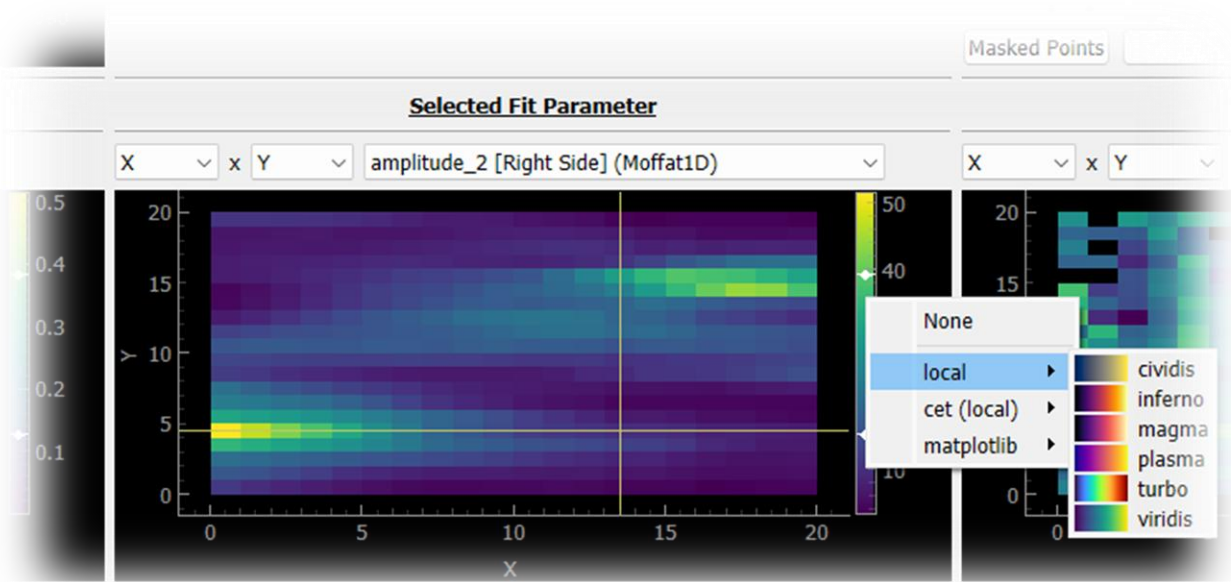 Masked Points
Selected Fit Parameter
X x Y amplitude_2 [Right Side] (Moffat1D) X x Y
0.5
0.4
0.3
0.2
0.1
20
15
10
5
0
Y
0 5 10 15 20
X
50
40
10
None
local
cet (local)
matplotlib
cividis
inferno
magma
plasma
turbo
viridis
20
15
0
0